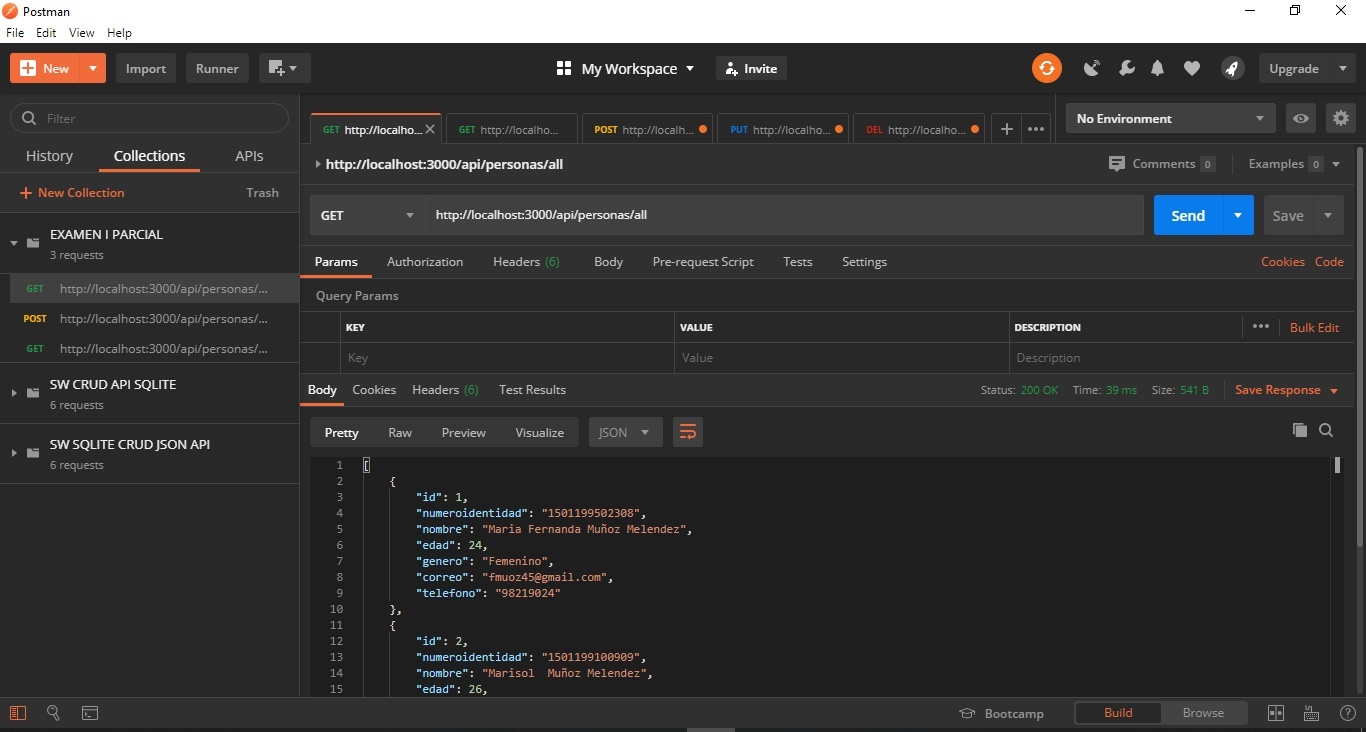 Postman
File Edit View Help
New Import Runner My Workspace Invite Upgrade
Filter
History Collections APIs
New Collection Trash
EXAMEN I PARCIAL
3 requests
GET http://localhost:3000/api/personas/...
POST http://localhost:3000/api/personas/...
GET http://localhost:3000/api/personas/...
SW CRUD API SQLITE
6 requests
SW SQLITE CRUD JSON API
6 requests
GET http://localho... GET http://localho... POST http://localh... PUT http://localho... DEL http://localho... No Environment
http://localhost:3000/api/personas/all Comments 0 Examples 0
GET http://localhost:3000/api/personas/all Send Save
Params Authorization Headers (6) Body Pre-request Script Tests Settings Cookies Code
Query Params
KEY VALUE DESCRIPTION Bulk Edit
Key Value Description
Body Cookies Headers (6) Test Results Status: 200 OK Time: 39 ms Size: 541 B Save Response
Pretty Raw Preview Visualize JSON
1 [
2 {
3 "id": 1,
4 "numeroidentidad": "1501199502308",
5 "nombre": "Maria Fernanda Muñoz Melendez",
6 "edad": 24,
7 "genero": "Femenino",
8 "correo": "fmuoz45@gmail.com",
9 "telefono": "98219024"
10 },
11 {
12 "id": 2,
13 "numeroidentidad": "1501199100909",
14 "nombre": "Marisol  Muñoz Melendez",
15 "edad": 26,
Bootcamp Build Browse